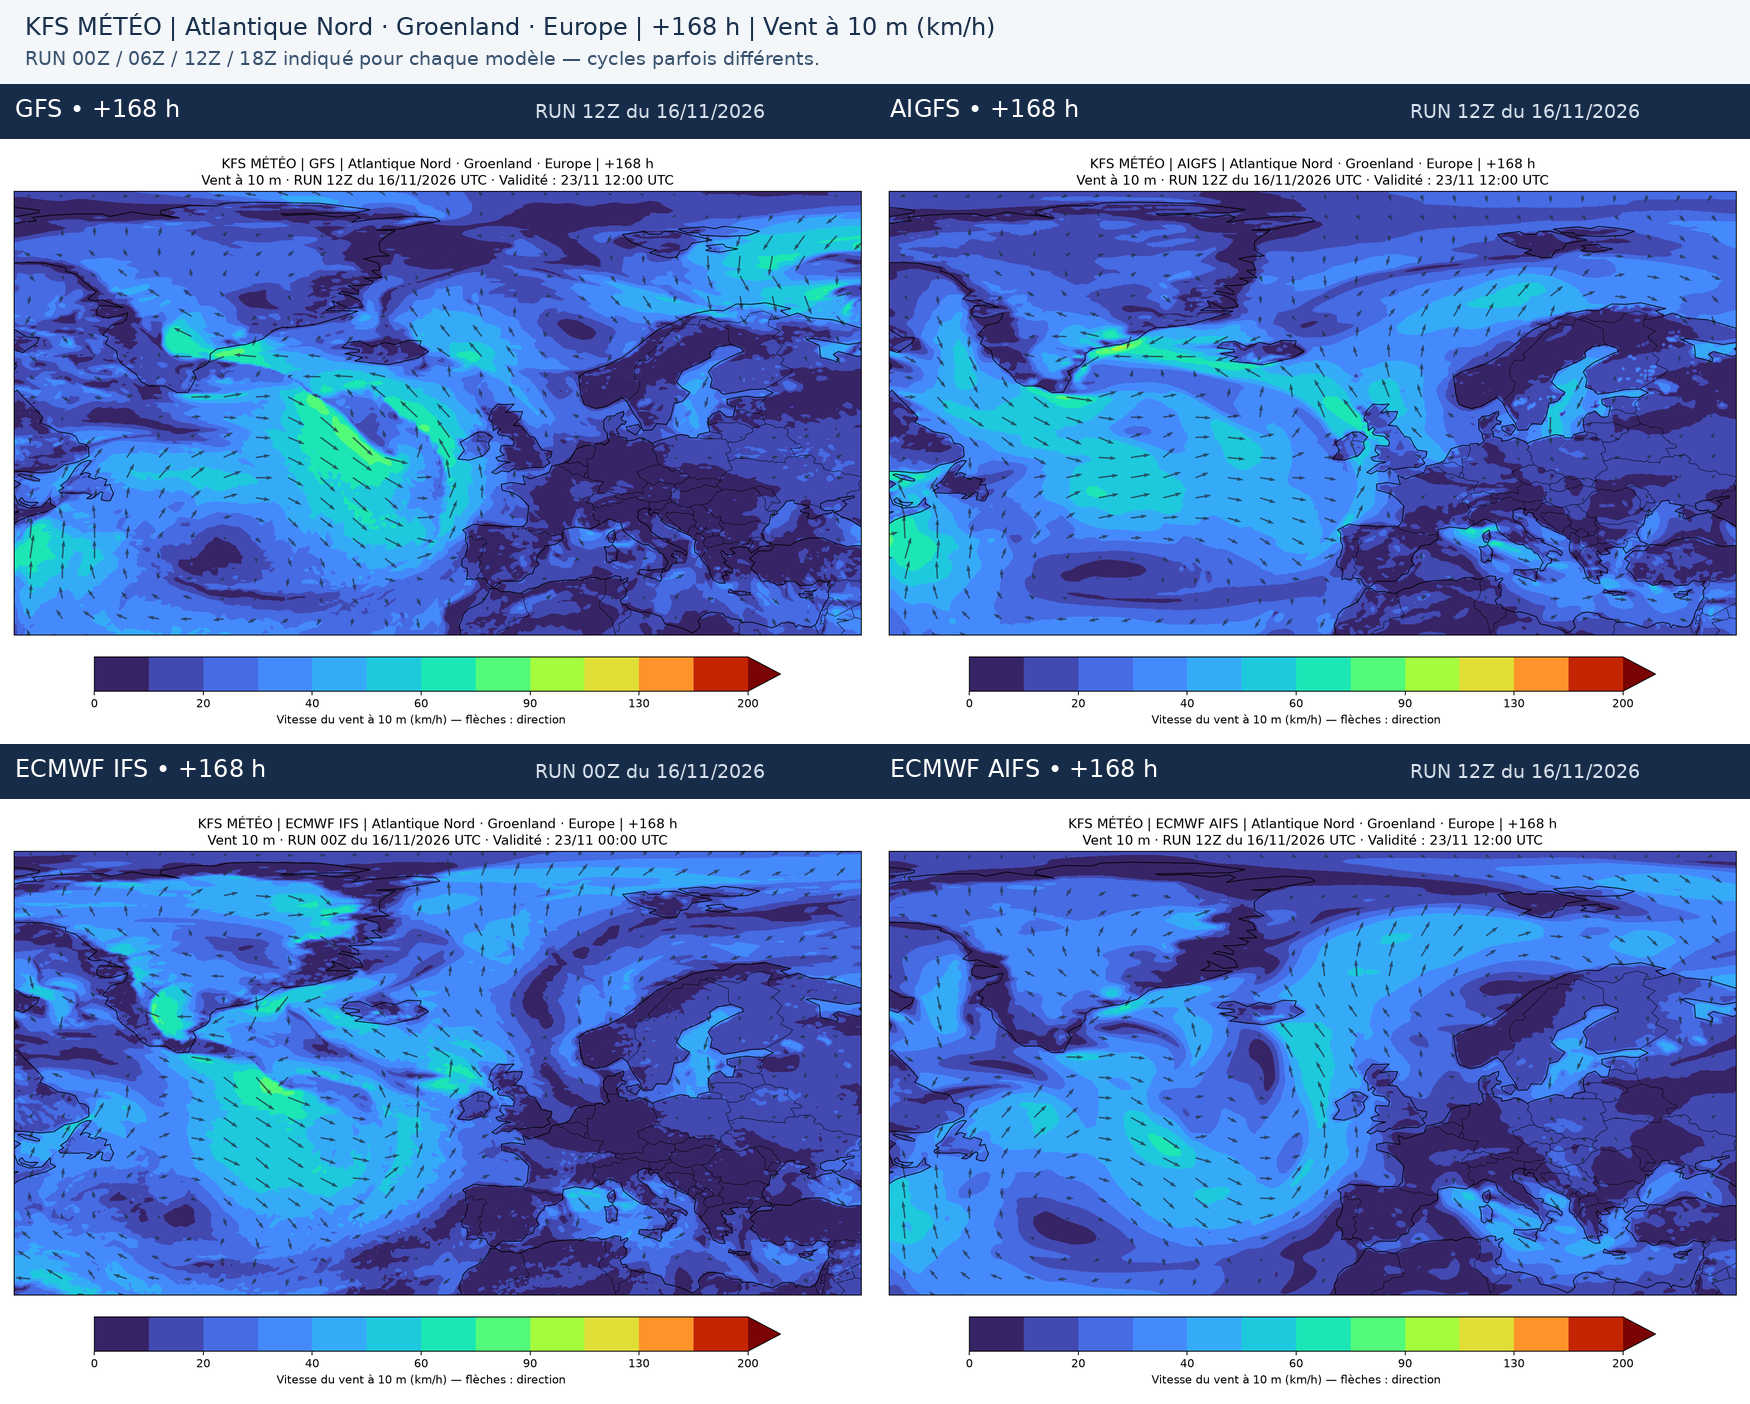 KFS MÉTÉO | Atlantique Nord · Groenland · Europe | +168 h | Vent à 10 m (km/h)
RUN 00Z / 06Z / 12Z / 18Z indiqué pour chaque modèle — cycles parfois différents.
GFS • +168 h RUN 12Z du 16/11/2026
KFS MÉTÉO | GFS | Atlantique Nord · Groenland · Europe | +168 h
Vent à 10 m · RUN 12Z du 16/11/2026 UTC · Validité : 23/11 12:00 UTC
0 20 40 60 90 130 200
Vitesse du vent à 10 m (km/h) — flèches : direction
AIGFS • +168 h RUN 12Z du 16/11/2026
KFS MÉTÉO | AIGFS | Atlantique Nord · Groenland · Europe | +168 h
Vent à 10 m · RUN 12Z du 16/11/2026 UTC · Validité : 23/11 12:00 UTC
0 20 40 60 90 130 200
Vitesse du vent à 10 m (km/h) — flèches : direction
ECMWF IFS • +168 h RUN 00Z du 16/11/2026
KFS MÉTÉO | ECMWF IFS | Atlantique Nord · Groenland · Europe | +168 h
Vent 10 m · RUN 00Z du 16/11/2026 UTC · Validité : 23/11 00:00 UTC
0 20 40 60 90 130 200
Vitesse du vent à 10 m (km/h) — flèches : direction
ECMWF AIFS • +168 h RUN 12Z du 16/11/2026
KFS MÉTÉO | ECMWF AIFS | Atlantique Nord · Groenland · Europe | +168 h
Vent 10 m · RUN 12Z du 16/11/2026 UTC · Validité : 23/11 12:00 UTC
0 20 40 60 90 130 200
Vitesse du vent à 10 m (km/h) — flèches : direction